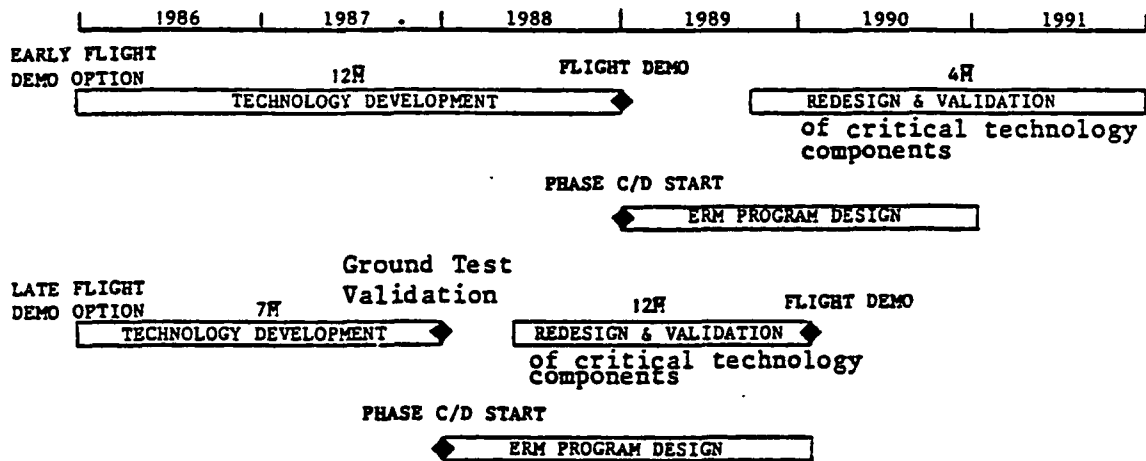 1986 1987 1988 1989 1990 1991
EARLY FLIGHT
DEMO OPTION
12M
FLIGHT DEMO
4M
TECHNOLOGY DEVELOPMENT
REDESIGN & VALIDATION
of critical technology
components
PHASE C/D START
ERM PROGRAM DESIGN
Ground Test
Validation
LATE FLIGHT
DEMO OPTION
7M
12M
FLIGHT DEMO
TECHNOLOGY DEVELOPMENT
REDESIGN & VALIDATION
of critical technology
components
PHASE C/D START
ERM PROGRAM DESIGN